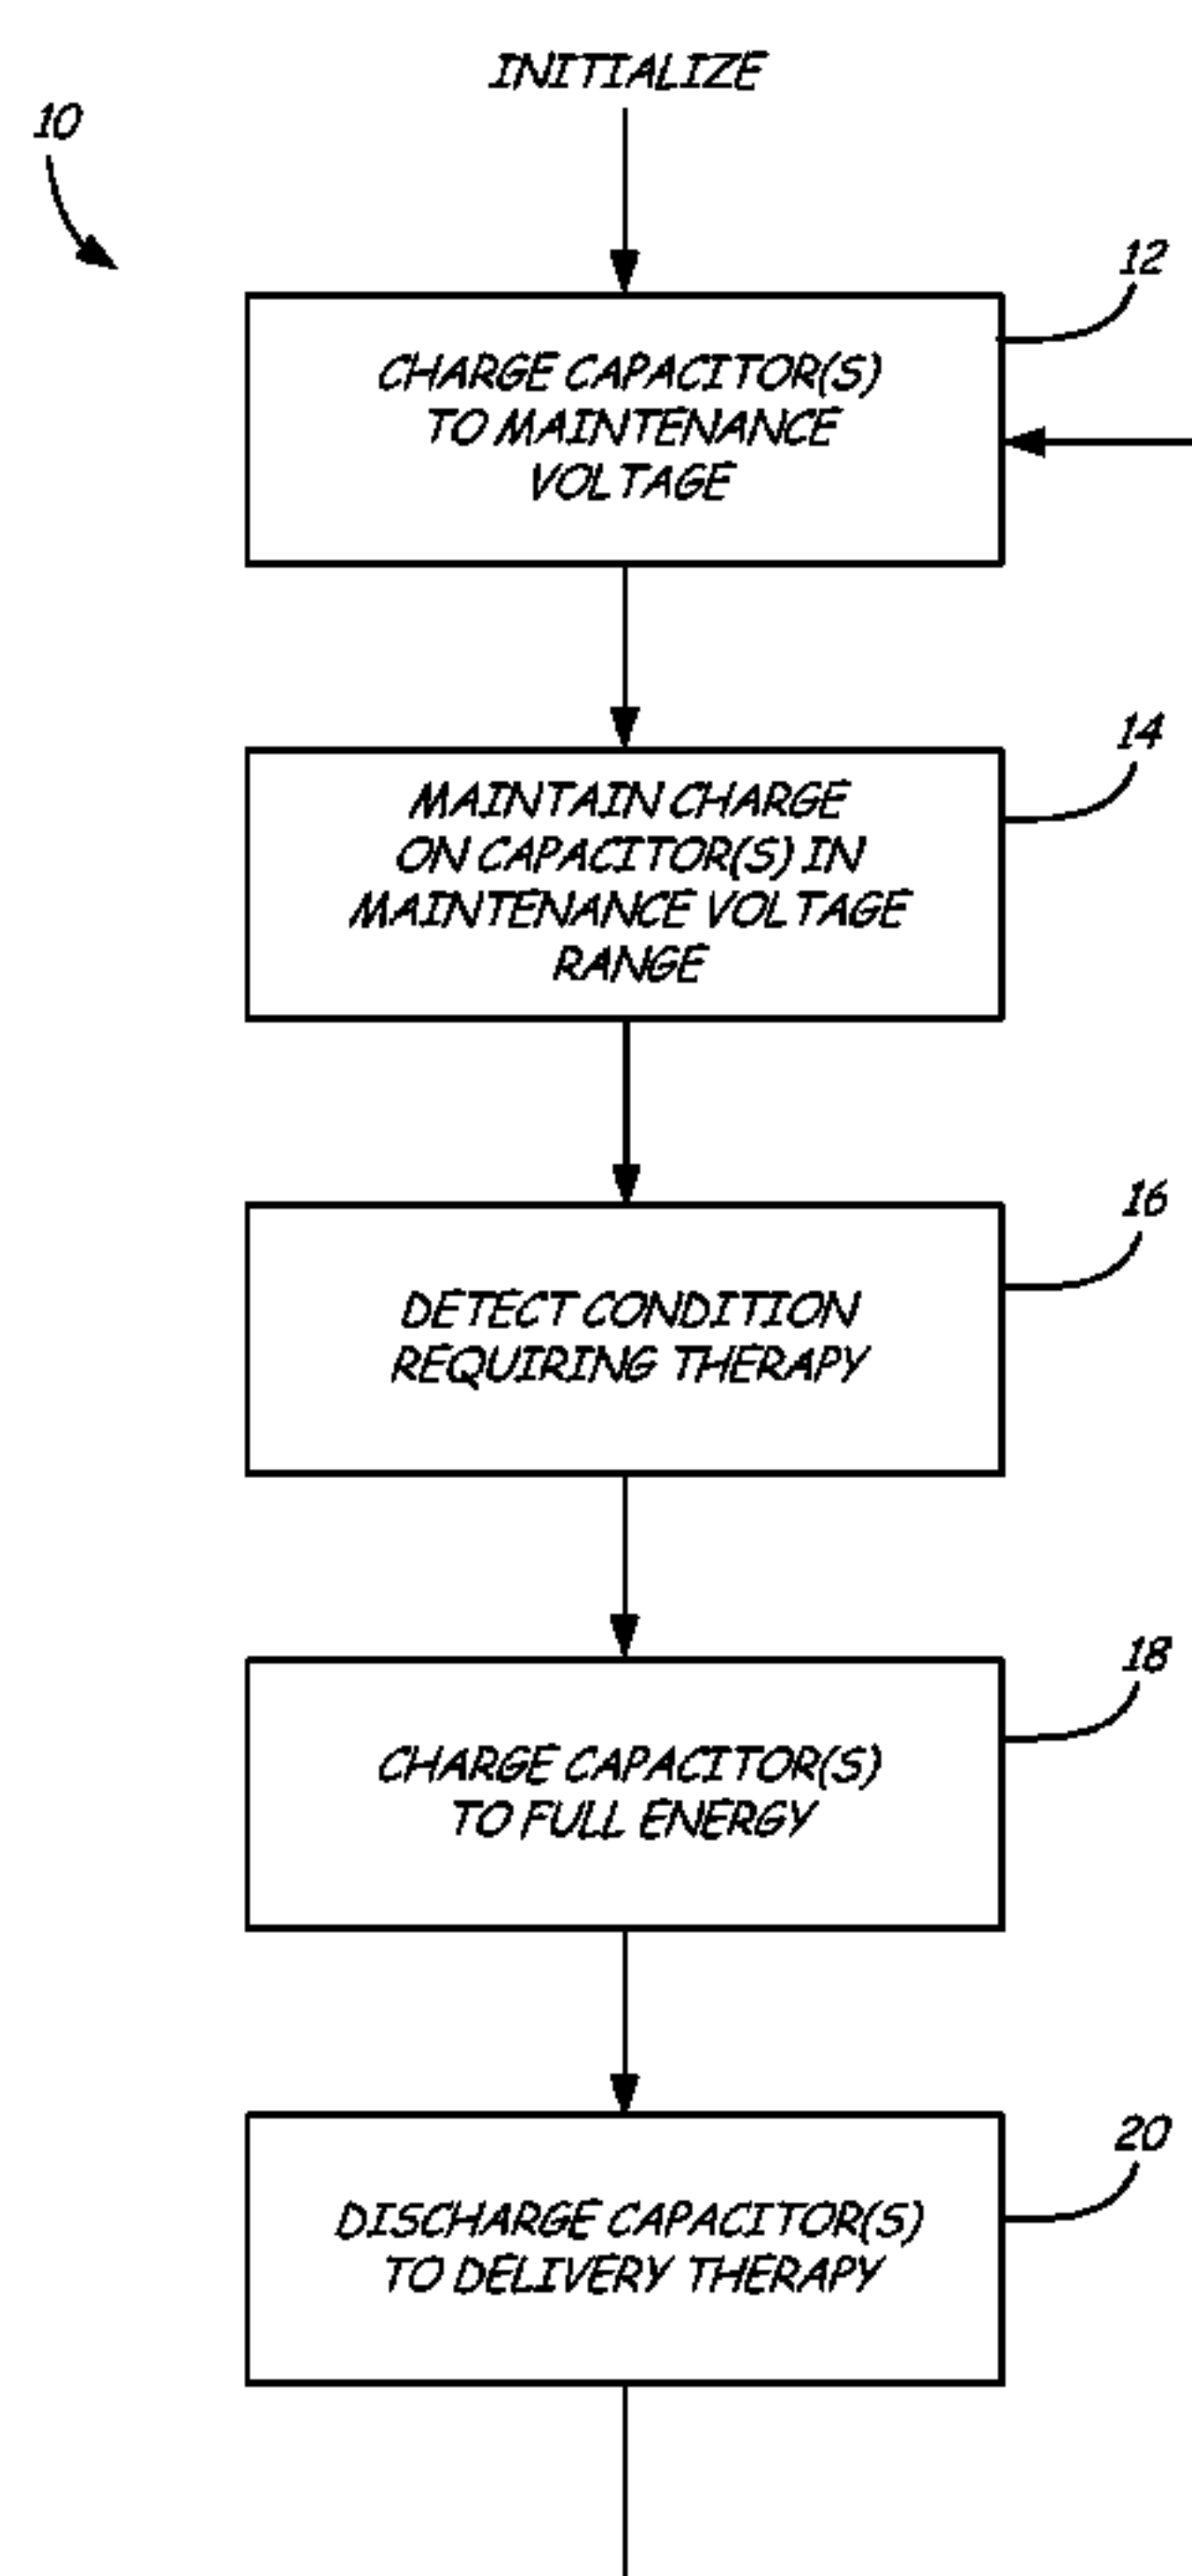 INITIALIZE
10
12
CHARGE CAPACITOR(S)
TO MAINTENANCE
VOLTAGE
14
MAINTAIN CHARGE
ON CAPACITOR(S) IN
MAINTENANCE VOLTAGE
RANGE
16
DETECT CONDITION
REQUIRING THERAPY
18
CHARGE CAPACITOR(S)
TO FULL ENERGY
20
DISCHARGE CAPACITOR(S)
TO DELIVERY THERAPY